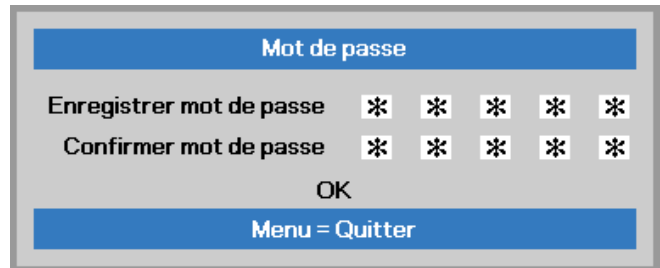 Mot de passe
Enregistrer mot de passe * * * * *
Confirmer mot de passe * * * * *
OK
Menu = Quitter